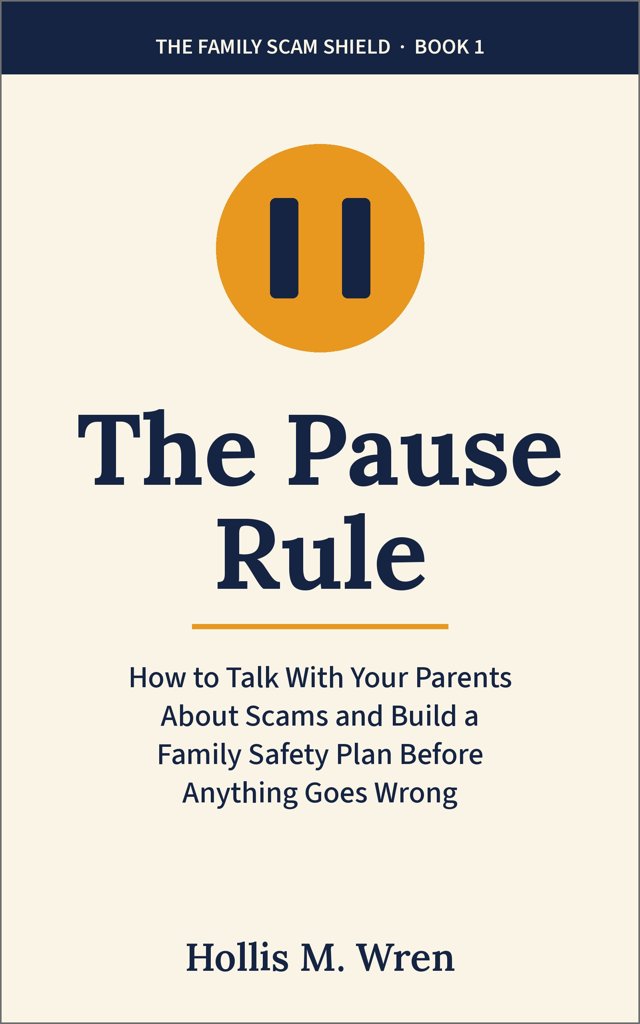 THE FAMILY SCAM SHIELD · BOOK 1
The Pause
Rule
How to Talk With Your Parents
About Scams and Build a
Family Safety Plan Before
Anything Goes Wrong
Hollis M. Wren